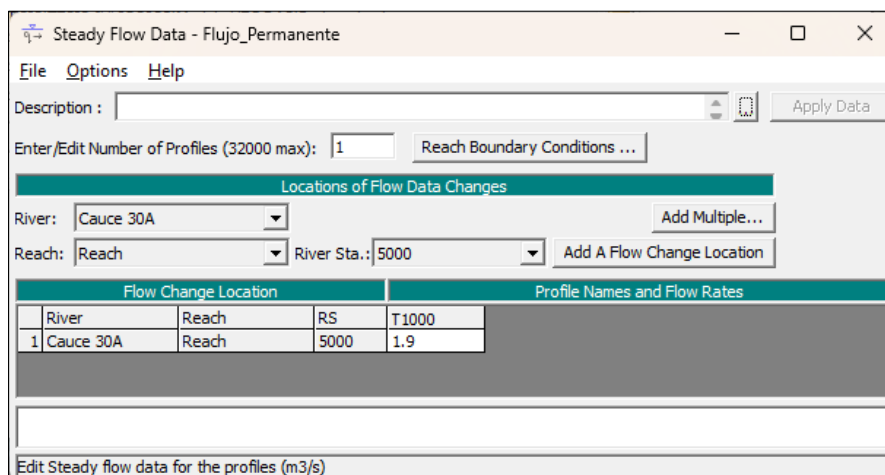 Steady Flow Data - Flujo_Permanente
File Options Help
Description : Apply Data
Enter/Edit Number of Profiles (32000 max): 1 Reach Boundary Conditions ...
Locations of Flow Data Changes
River: Cauce 30A Add Multiple...
Reach: Reach River Sta.: 5000 Add A Flow Change Location
Flow Change Location Profile Names and Flow Rates
River Reach RS T1000
1 Cauce 30A Reach 5000 1.9
Edit Steady flow data for the profiles (m3/s)